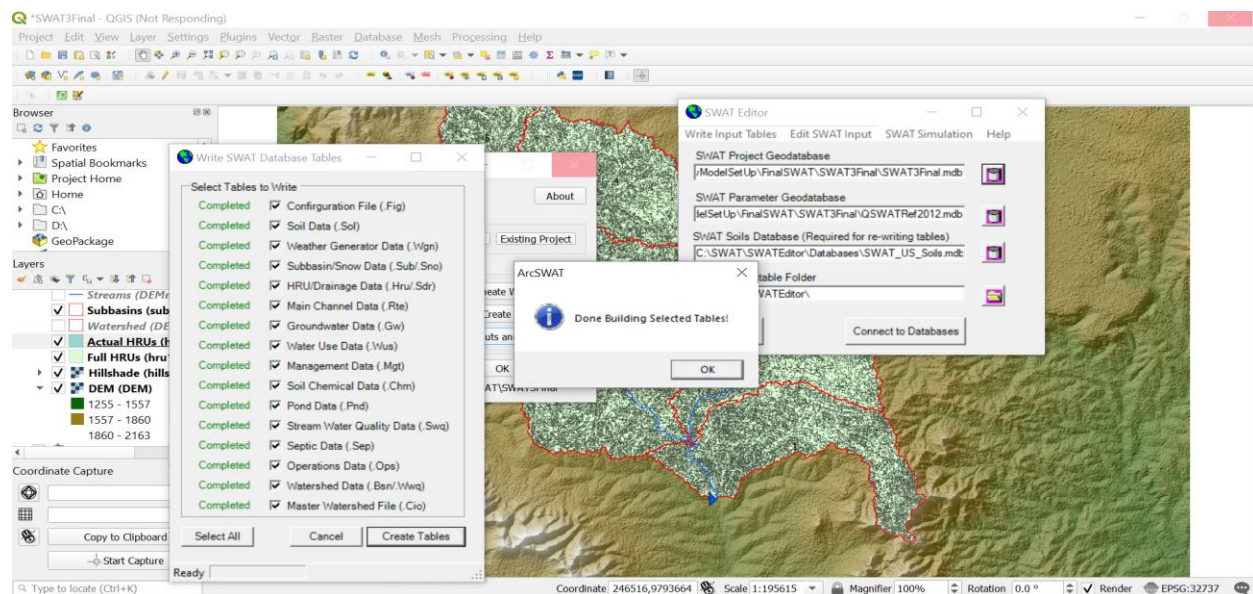 *SWAT3Final - QGIS (Not Responding)
Project Edit View Layer Settings Plugins Vector Raster Database Mesh Processing Help
Browser
Favorites
Spatial Bookmarks
Project Home
Home
C:\
D:\
GeoPackage
Layers
Streams (DEMr
Subbasins (sub
Watershed (DE
Actual HRUs (h
Full HRUs (hru
Hillshade (hills
DEM (DEM)
1255 - 1557
1557 - 1860
1860 - 2163
Coordinate Capture
Copy to Clipboard
Start Capture
Type to locate (Ctrl+K)
Write SWAT Database Tables
Select Tables to Write
Completed Confirguration File (.Fig)
Completed Soil Data (.Sol)
Completed Weather Generator Data (.Wgn)
Completed Subbasin/Snow Data (.Sub/.Sno)
Completed HRU/Drainage Data (.Hru/.Sdr)
Completed Main Channel Data (.Rte)
Completed Groundwater Data (.Gw)
Completed Water Use Data (.Wus)
Completed Management Data (.Mgt)
Completed Soil Chemical Data (.Chm)
Completed Pond Data (.Pnd)
Completed Stream Water Quality Data (.Swq)
Completed Septic Data (.Sep)
Completed Operations Data (.Ops)
Completed Watershed Data (.Bsn/.Wwq)
Completed Master Watershed File (.Cio)
Select All Cancel Create Tables
Ready
About
Existing Project
OK
ArcSWAT
Done Building Selected Tables!
OK
SWAT Editor
Write Input Tables Edit SWAT Input SWAT Simulation Help
SWAT Project Geodatabase
/ModelSetUp\FinalSWAT\SWAT3Final\SWAT3Final.mdb
SWAT Parameter Geodatabase
lelSetUp\FinalSWAT\SWAT3Final\QSWATRef2012.mdb
SWAT Soils Database (Required for re-writing tables)
C:\SWAT\SWATEditor\Databases\SWAT_US_Soils.mdb
table Folder
WATEditor\
Connect to Databases
Coordinate 246516,9793664 Scale 1:195615 Magnifier 100% Rotation 0.0 ° Render EPSG:32737